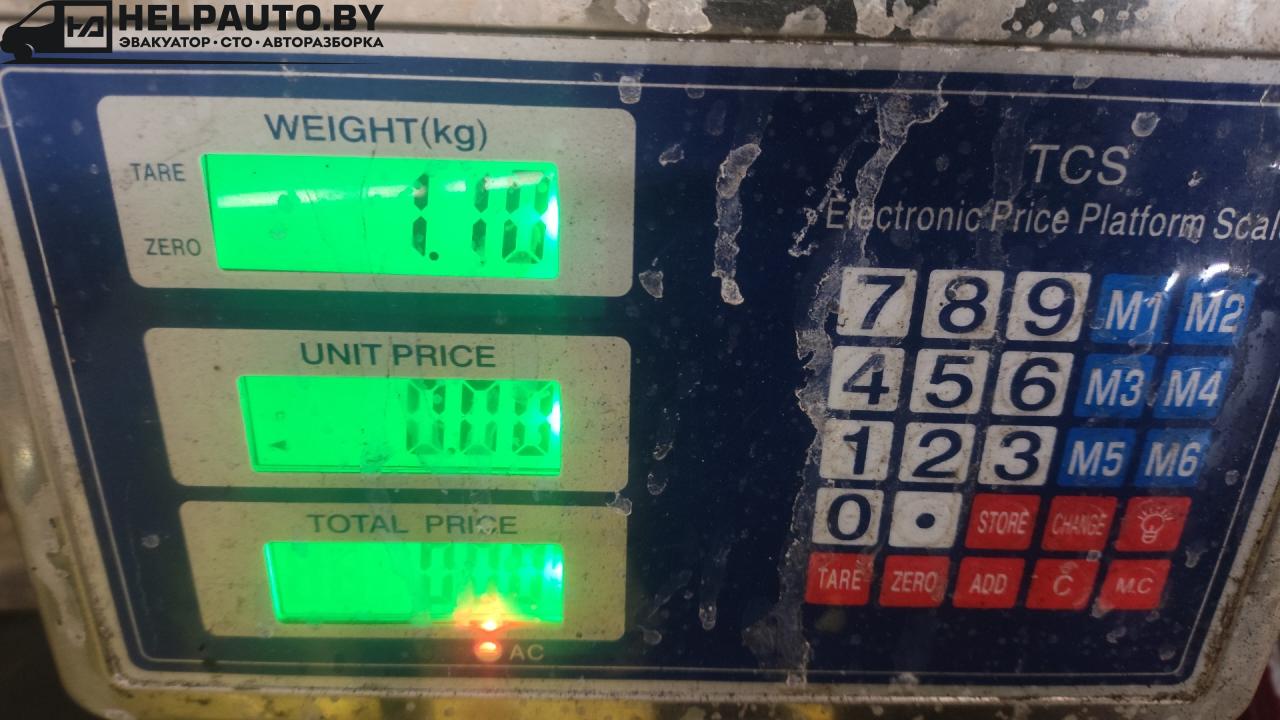 HELPAUTO.BY
ЭВАКУАТОР • СТО • АВТОРАЗБОРКА
WEIGHT(kg)
TARE
1.10
ZERO
UNIT PRICE
0.00
TOTAL PRICE
AC
TCS
Electronic Price Platform Scale
7 8 9 M1 M2
4 5 6 M3 M4
1 2 3 M5 M6
0 • STORE CHANGE
TARE ZERO ADD C M.C